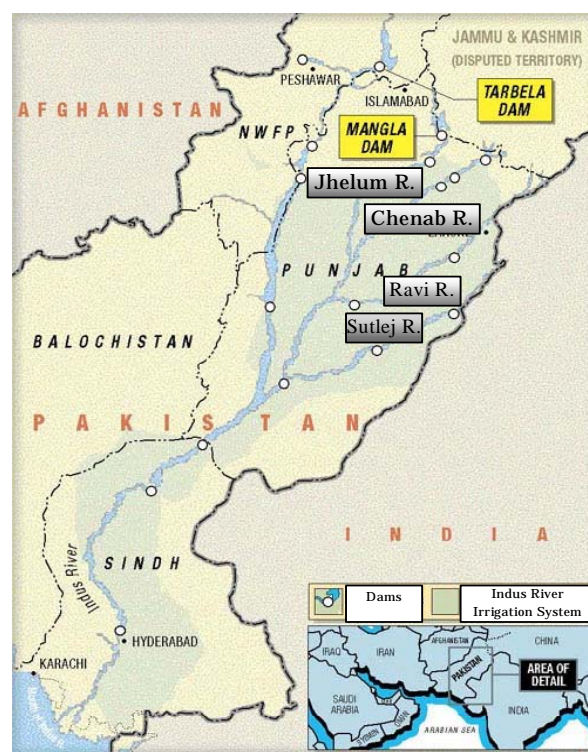 JAMMU & KASHMIR
(DISPUTED TERRITORY)
PESHAWAR
ISLAMABAD
TARBELA
DAM
AFGHANISTAN
NWFP
MANGLA
DAM
Jhelum R.
Chenab R.
PUNJAB
Ravi R.
Sutlej R.
BALOCHISTAN
PAKISTAN
INDIA
SINDH
Indus River
HYDERABAD
KARACHI
Dams
Indus River
Irrigation System
IRAQ
IRAN
AFGHANISTAN
CHINA
PAKISTAN
AREA OF
DETAIL
SAUDI
ARABIA
OMAN
YEMEN
INDIA
ARABIAN SEA